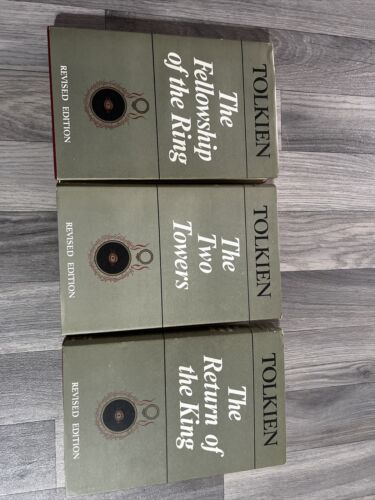 TOLKIEN
The
Fellowship
of the Ring
REVISED EDITION
TOLKIEN
The
Two
Towers
REVISED EDITION
TOLKIEN
The
Return of
the King
REVISED EDITION